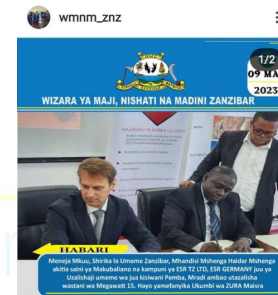 wmnm_znz
1/2
09 MA
2023
WIZARA YA MAJI, NISHATI NA MADINI ZANZIBAR
HABARI
Meneja Mkuu, Shirika la Umeme Zanzibar, Mhandisi Mshenga Haidar Mshenga
akitia saini ya Makubaliano na kampuni ya ESR TZ LTD, ESR GERMANY juu ya
Uzalishaji umeme wa jua kisiwani Pemba, Mradi ambao utazalisha
wastani wa Megawatt 15. Hayo yamefanyika Ukumbi wa ZURA Maisra